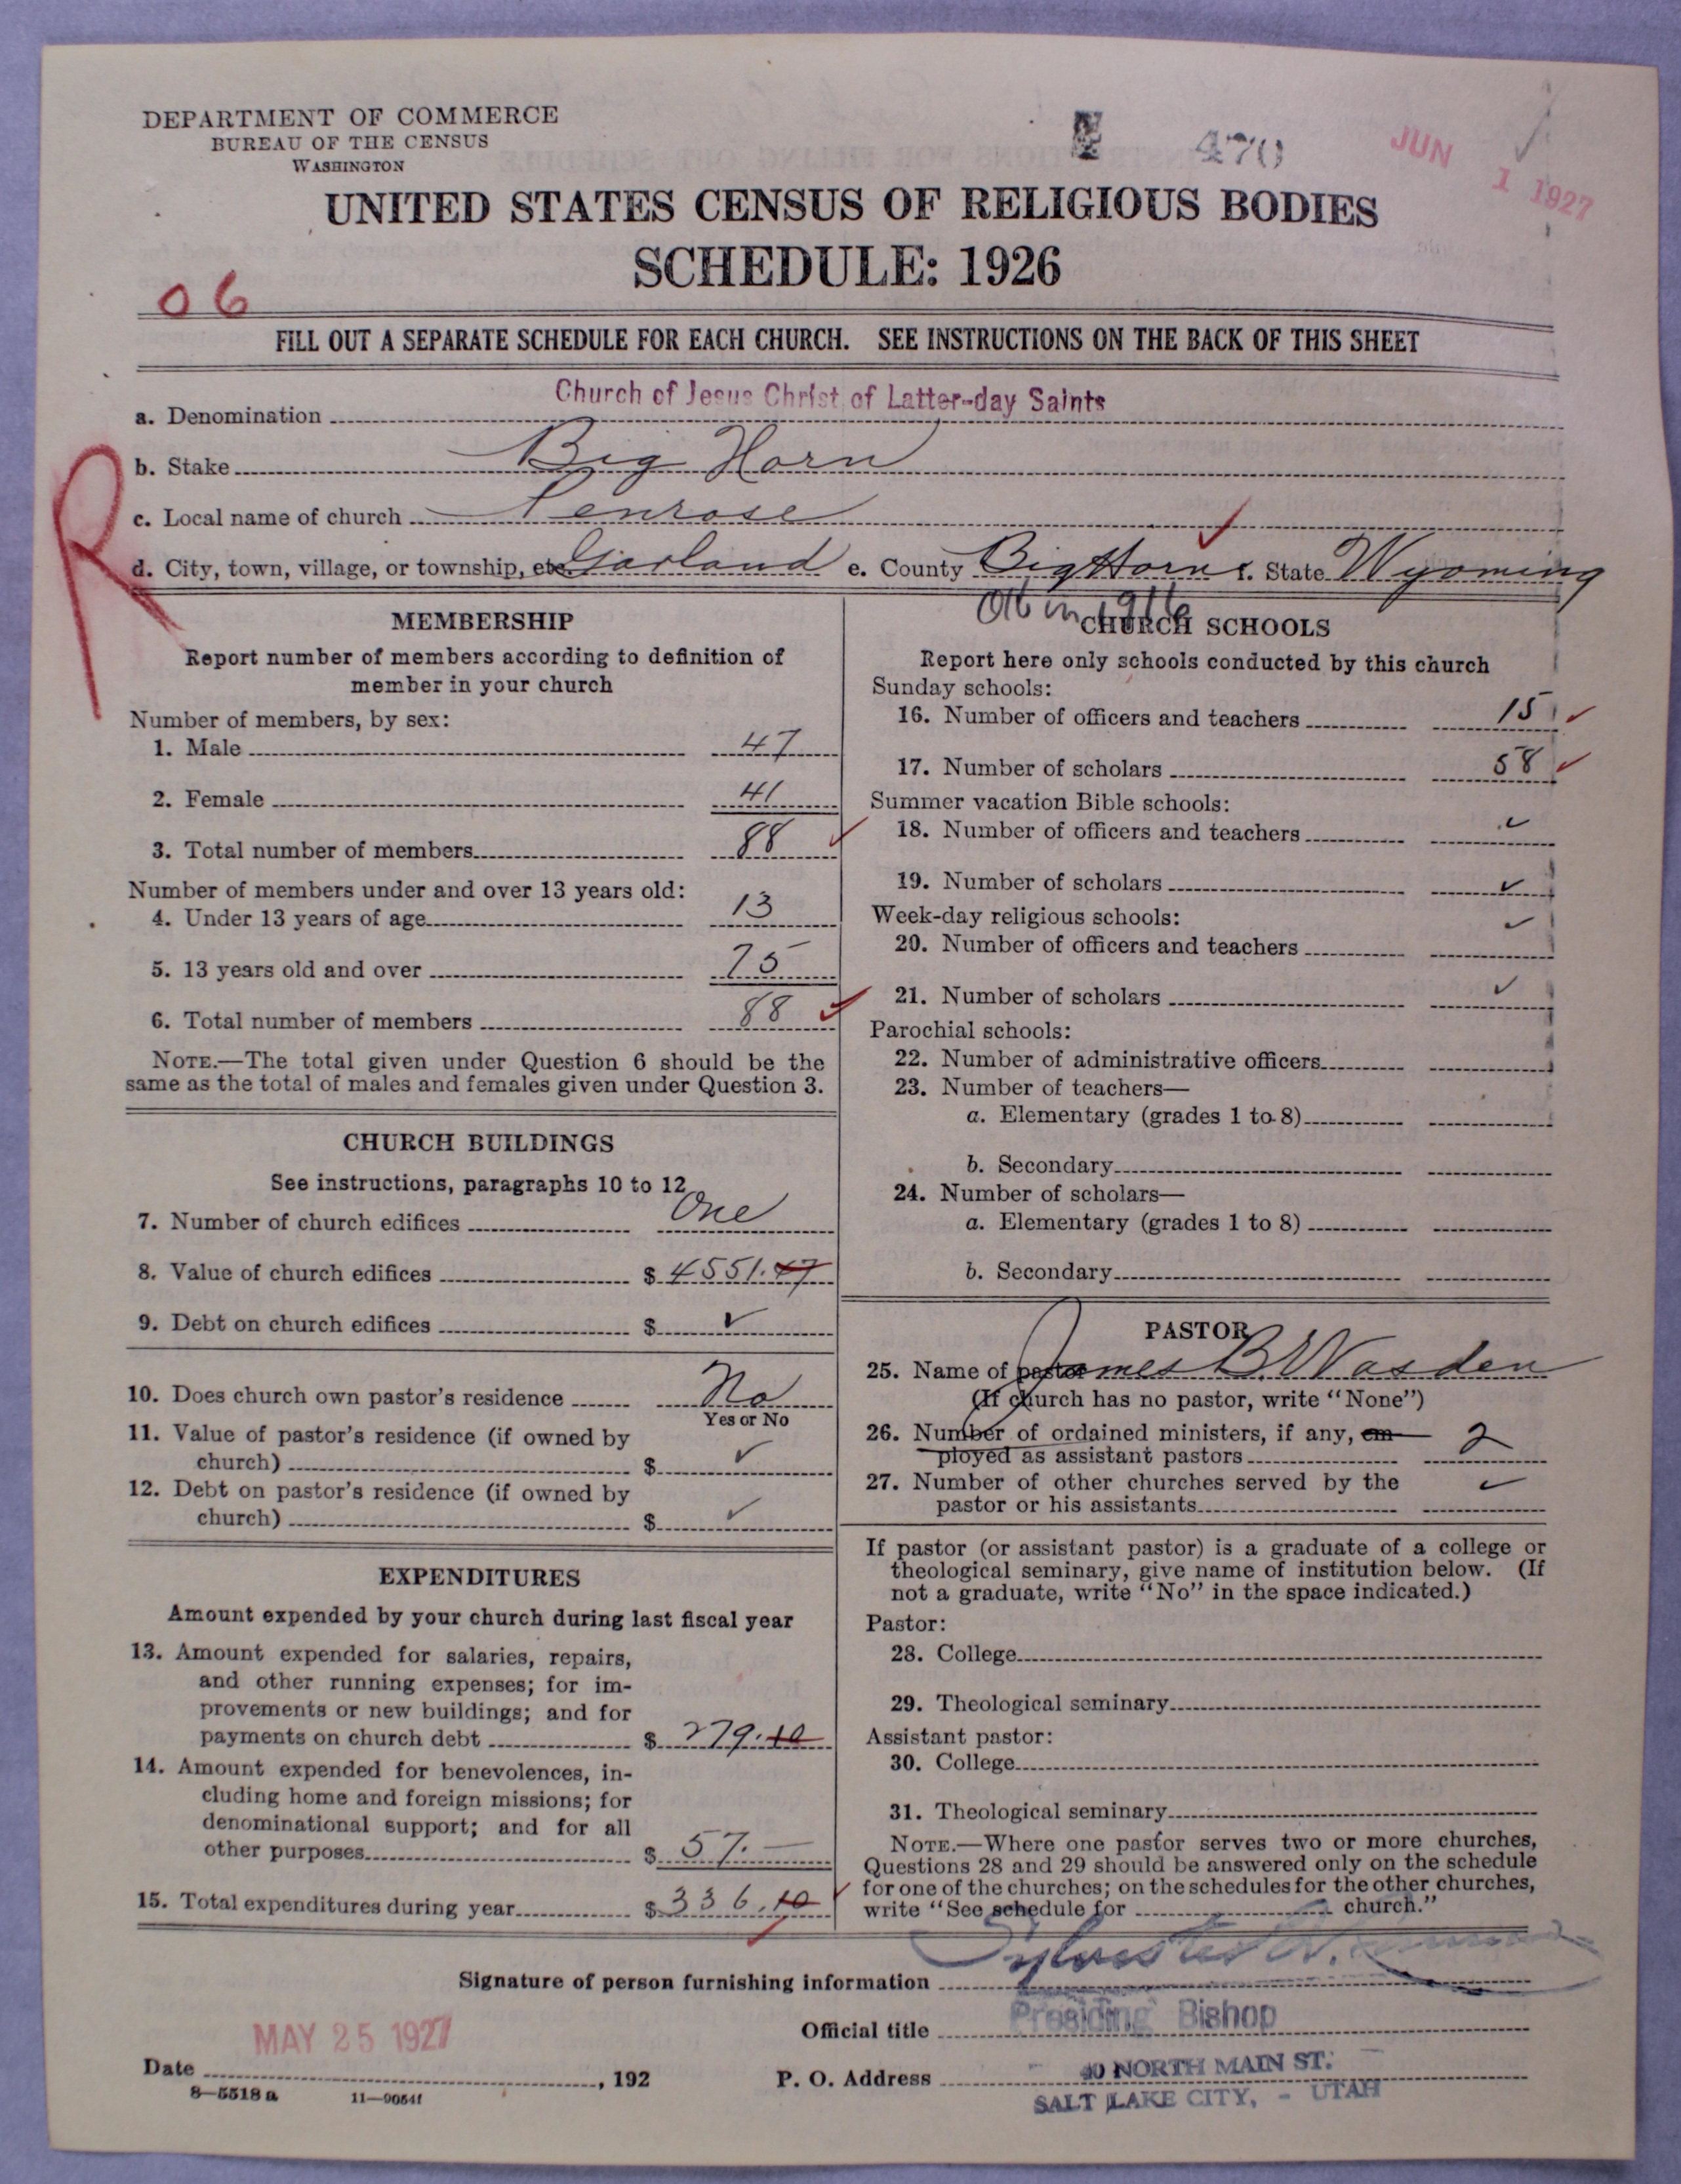 DEPARTMENT OF COMMERCE
BUREAU OF THE CENSUS
WASHINGTON
470
JUN 1 1927
UNITED STATES CENSUS OF RELIGIOUS BODIES
SCHEDULE: 1926
06
FILL OUT A SEPARATE SCHEDULE FOR EACH CHURCH. SEE INSTRUCTIONS ON THE BACK OF THIS SHEET
a. Denomination Church of Jesus Christ of Latter-day Saints
b. Stake Big Horn
c. Local name of church Penrose
R
d. City, town, village, or township, etc. Garland e. County Big Horn f. State Wyoming
MEMBERSHIP
Report number of members according to definition of
member in your church
Number of members, by sex:
1. Male 47
2. Female 41
3. Total number of members 88
Number of members under and over 13 years old:
4. Under 13 years of age 13
5. 13 years old and over 75
6. Total number of members 88
NOTE.—The total given under Question 6 should be the
same as the total of males and females given under Question 3.
CHURCH BUILDINGS
See instructions, paragraphs 10 to 12
7. Number of church edifices One
8. Value of church edifices $ 4551.47
9. Debt on church edifices $ ✓
10. Does church own pastor's residence No
Yes or No
11. Value of pastor's residence (if owned by
church) $ ✓
12. Debt on pastor's residence (if owned by
church) $ ✓
EXPENDITURES
Amount expended by your church during last fiscal year
13. Amount expended for salaries, repairs,
and other running expenses; for im-
provements or new buildings; and for
payments on church debt $ 279.10
14. Amount expended for benevolences, in-
cluding home and foreign missions; for
denominational support; and for all
other purposes $ 57.—
15. Total expenditures during year $ 336.10
in 1916
CHURCH SCHOOLS
Report here only schools conducted by this church
Sunday schools:
16. Number of officers and teachers 15 ✓
17. Number of scholars 58 ✓
Summer vacation Bible schools:
18. Number of officers and teachers ✓
19. Number of scholars ✓
Week-day religious schools:
20. Number of officers and teachers ✓
21. Number of scholars ✓
Parochial schools:
22. Number of administrative officers
23. Number of teachers—
a. Elementary (grades 1 to 8)
b. Secondary
24. Number of scholars—
a. Elementary (grades 1 to 8)
b. Secondary
PASTOR
25. Name of pastor James B. Wasden
(If church has no pastor, write "None")
26. Number of ordained ministers, if any, em-
ployed as assistant pastors 2
27. Number of other churches served by the
pastor or his assistants ✓
If pastor (or assistant pastor) is a graduate of a college or
theological seminary, give name of institution below. (If
not a graduate, write "No" in the space indicated.)
Pastor:
28. College
29. Theological seminary
Assistant pastor:
30. College
31. Theological seminary
NOTE.—Where one pastor serves two or more churches,
Questions 28 and 29 should be answered only on the schedule
for one of the churches; on the schedules for the other churches,
write "See schedule for church."
Signature of person furnishing information Sylvester
Official title Presiding Bishop
MAY 25 1927
Date , 192
P. O. Address 40 NORTH MAIN ST.
SALT LAKE CITY, - UTAH
8—5518 a 11—9054f